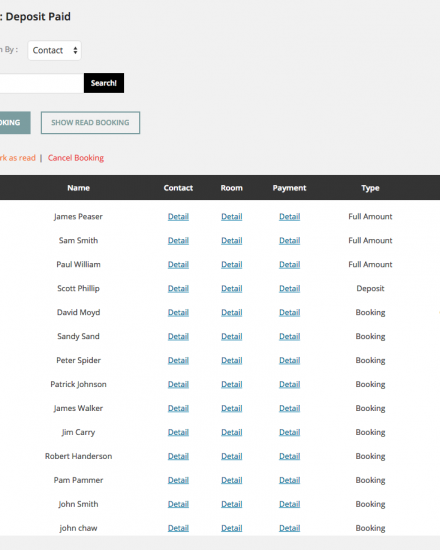 : Deposit Paid
n By : Contact
Search!
OKING SHOW READ BOOKING
rk as read | Cancel Booking
Name Contact Room Payment Type
James Peaser Detail Detail Detail Full Amount
Sam Smith Detail Detail Detail Full Amount
Paul William Detail Detail Detail Full Amount
Scott Phillip Detail Detail Detail Deposit
David Moyd Detail Detail Detail Booking
Sandy Sand Detail Detail Detail Booking
Peter Spider Detail Detail Detail Booking
Patrick Johnson Detail Detail Detail Booking
James Walker Detail Detail Detail Booking
Jim Carry Detail Detail Detail Booking
Robert Handerson Detail Detail Detail Booking
Pam Pammer Detail Detail Detail Booking
John Smith Detail Detail Detail Booking
john chaw Detail Detail Detail Booking